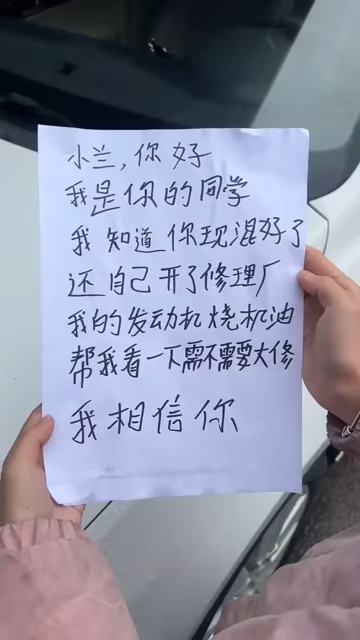 小兰，你好
我是你的同学
我知道你现混好了
还自己开了修理厂
我的发动机烧机油
帮我看一下需不需要大修
我相信你